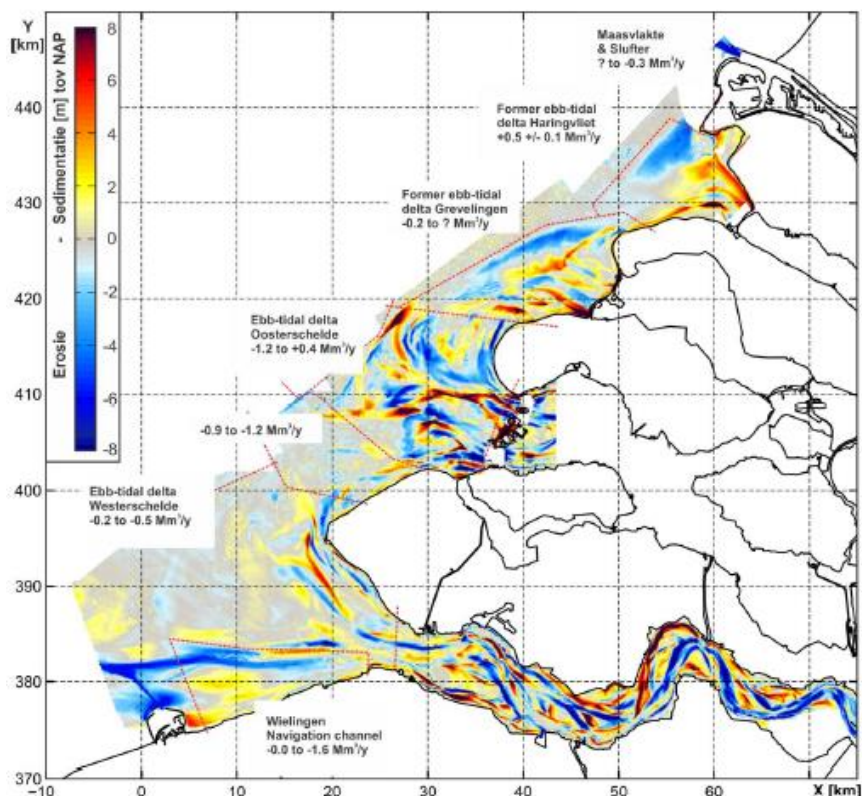 Y
[km]
Erosie - Sedimentatie [m] tov NAP
8
6
4
2
0
-2
-4
-6
-8
Maasvlakte
& Slufter
? to -0.3 Mm³/y
Former ebb-tidal
delta Haringvliet
+0.5 +/- 0.1 Mm³/y
Former ebb-tidal
delta Grevelingen
-0.2 to ? Mm³/y
Ebb-tidal delta
Oosterschelde
-1.2 to +0.4 Mm³/y
-0.9 to -1.2 Mm³/y
Ebb-tidal delta
Westerschelde
-0.2 to -0.5 Mm³/y
Wielingen
Navigation channel
-0.0 to -1.6 Mm³/y
440
430
420
410
400
390
380
370
-10 0 10 20 30 40 50 60 X [km]